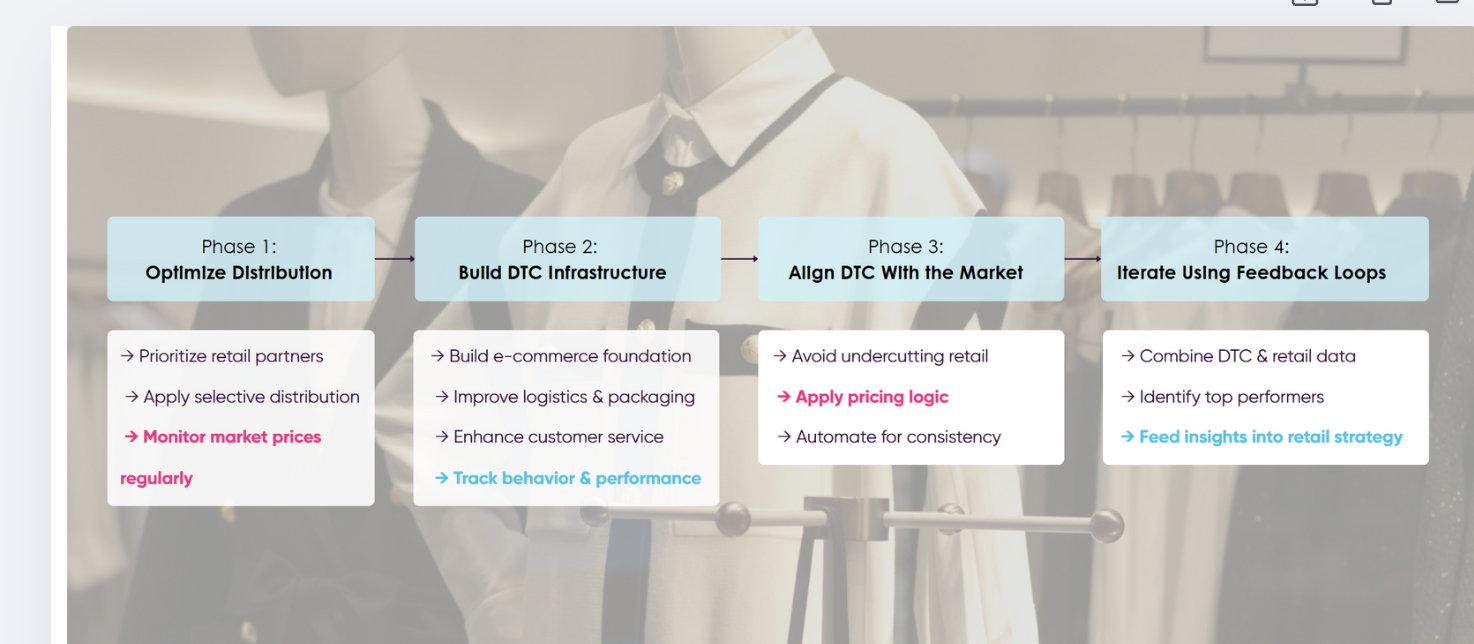 Phase 1:
Optimize Distribution
→ Prioritize retail partners
→ Apply selective distribution
→ Monitor market prices
regularly
Phase 2:
Build DTC Infrastructure
→ Build e-commerce foundation
→ Improve logistics & packaging
→ Enhance customer service
→ Track behavior & performance
Phase 3:
Align DTC With the Market
→ Avoid undercutting retail
→ Apply pricing logic
→ Automate for consistency
Phase 4:
Iterate Using Feedback Loops
→ Combine DTC & retail data
→ Identify top performers
→ Feed insights into retail strategy